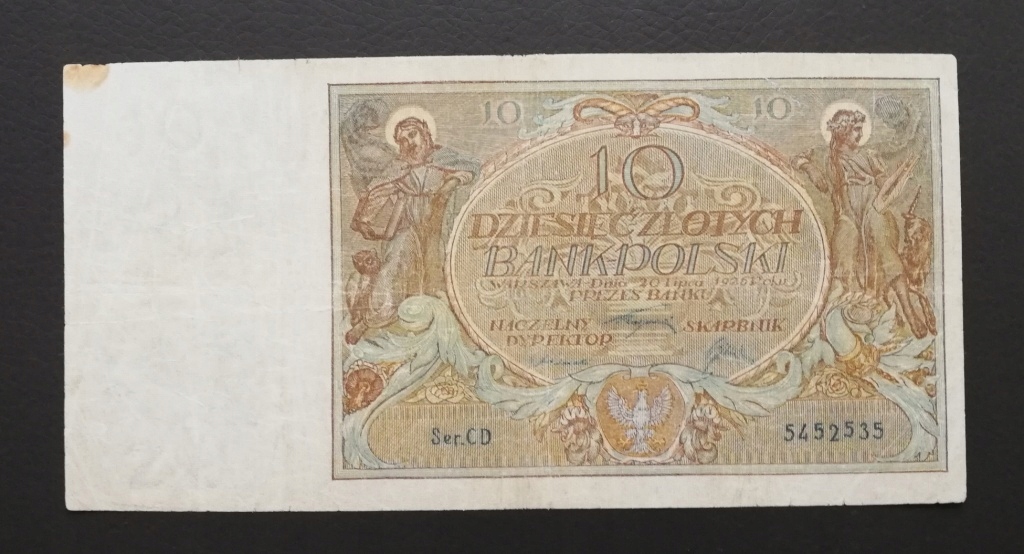 10 10
10
DZIESIĘĆ ZŁOTYCH
BANK POLSKI
WARSZAWA Dnia 20 Lipca 1926 Roku
PREZES BANKU
NACZELNY SKARBNIK
DYREKTOR
Ser. CD 5452535